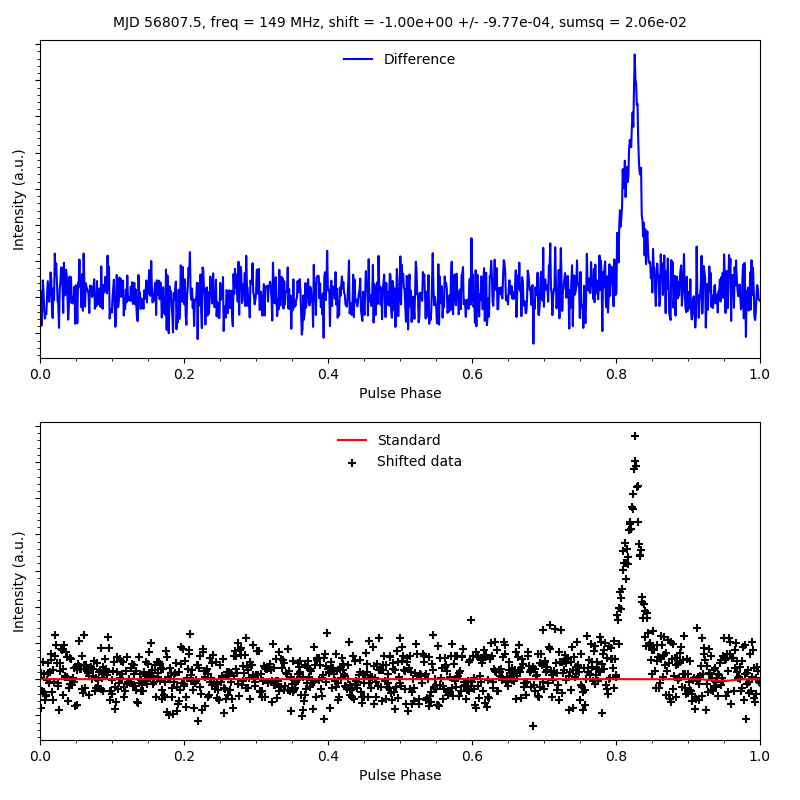 MJD 56807.5, freq = 149 MHz, shift = -1.00e+00 +/- -9.77e-04, sumsq = 2.06e-02
Difference
Intensity (a.u.)
0.0 0.2 0.4 0.6 0.8 1.0
Pulse Phase
Standard
Shifted data
Intensity (a.u.)
0.0 0.2 0.4 0.6 0.8 1.0
Pulse Phase